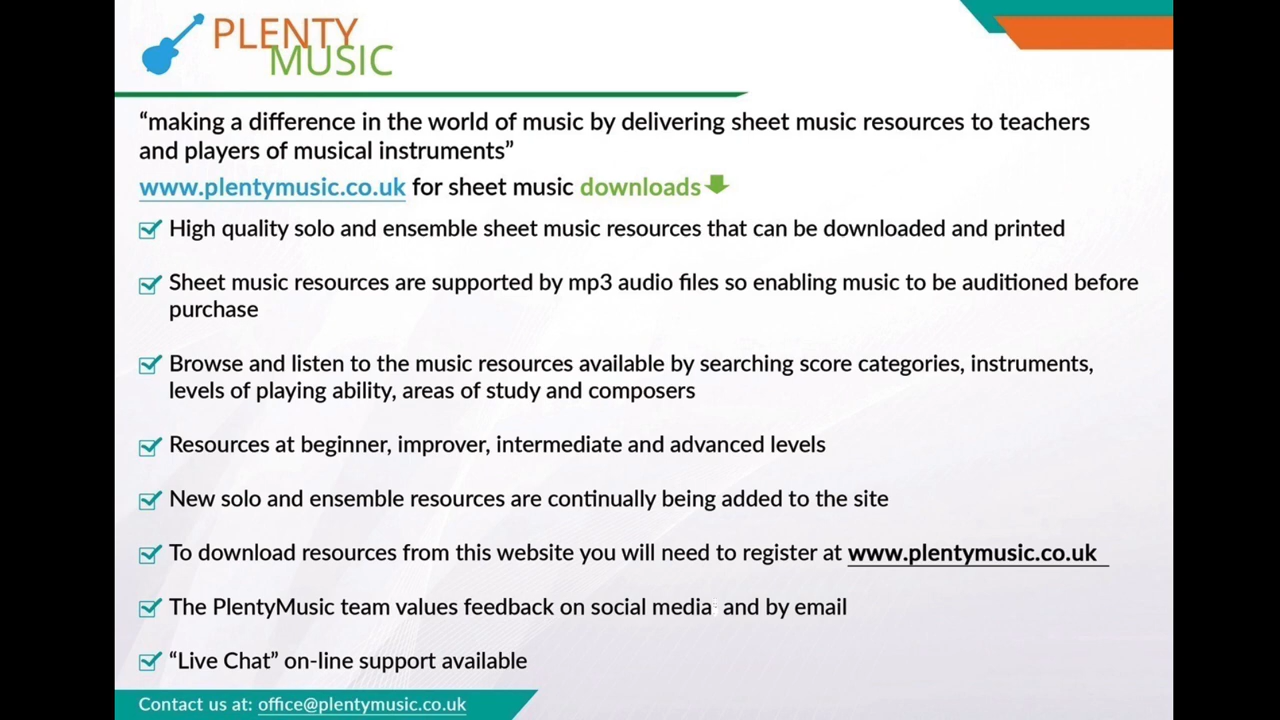 PLENTY
MUSIC
“making a difference in the world of music by delivering sheet music resources to teachers
and players of musical instruments”
www.plentymusic.co.uk for sheet music downloads
High quality solo and ensemble sheet music resources that can be downloaded and printed
Sheet music resources are supported by mp3 audio files so enabling music to be auditioned before
purchase
Browse and listen to the music resources available by searching score categories, instruments,
levels of playing ability, areas of study and composers
Resources at beginner, improver, intermediate and advanced levels
New solo and ensemble resources are continually being added to the site
To download resources from this website you will need to register at www.plentymusic.co.uk
The PlentyMusic team values feedback on social media and by email
“Live Chat” on-line support available
Contact us at: office@plentymusic.co.uk